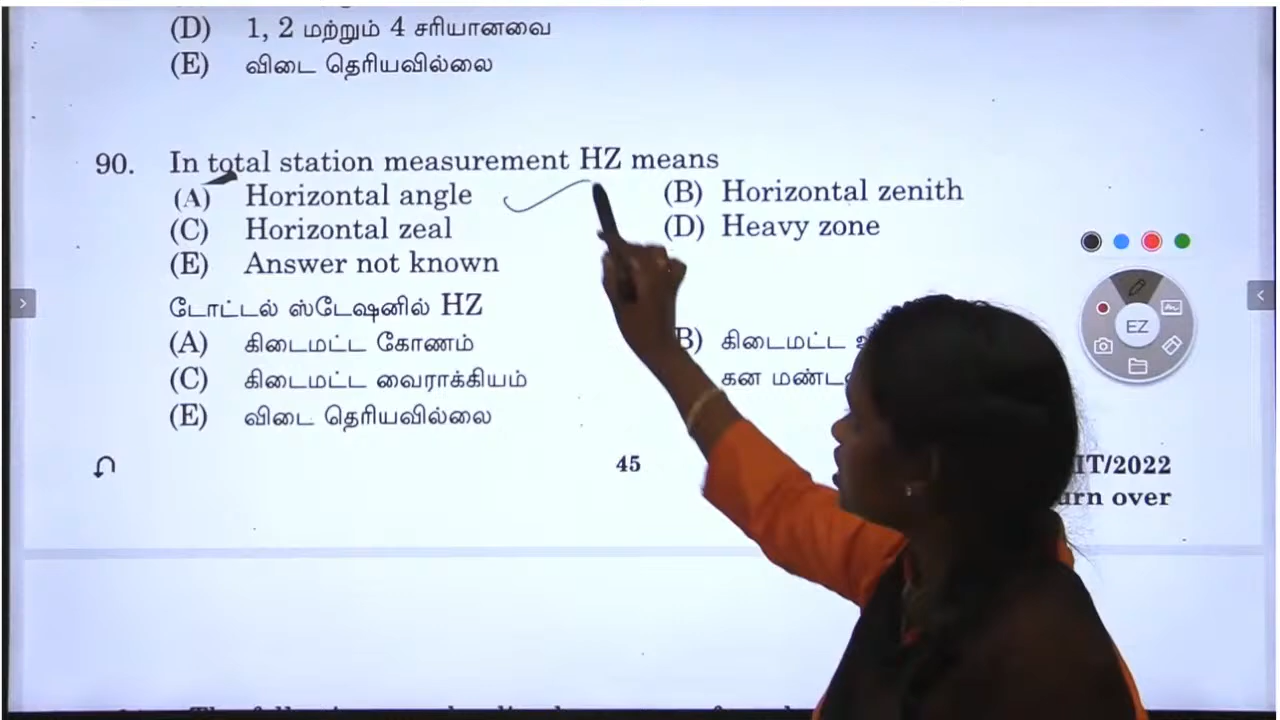 (D) 1, 2 மற்றும் 4 சரியானவை
(E) விடை தெரியவில்லை
90. In total station measurement HZ means
(A) Horizontal angle (B) Horizontal zenith
(C) Horizontal zeal (D) Heavy zone
(E) Answer not known
டோட்டல் ஸ்டேஷனில் HZ
(A) கிடைமட்ட கோணம் B) கிடைமட்ட
(C) கிடைமட்ட வைராக்கியம் கன
(E) விடை தெரியவில்லை
45 IT/2022
urn over
EZ